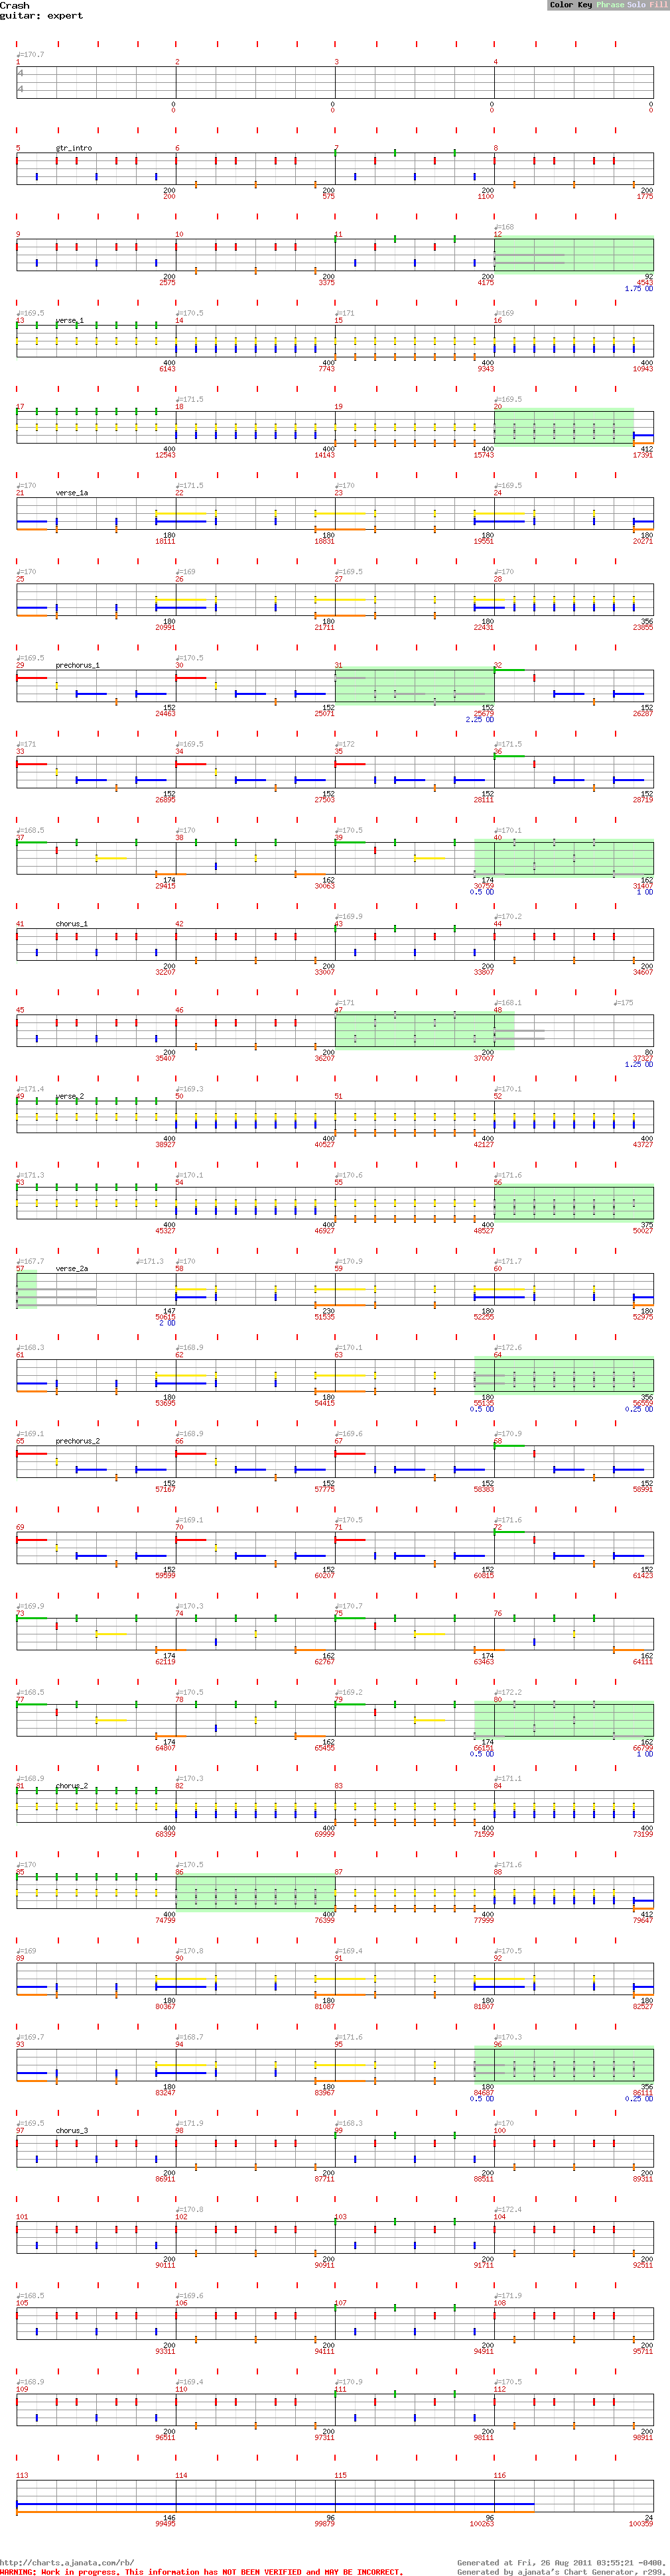 Crash
Color Key Phrase Solo Fill
guitar: expert
♩=170.7
1 2 3 4
4
4
0 0 0 0
0 0 0 0
5 gtr_intro 6 7 8
200 200 200 200
200 575 1100 1775
♩=168
9 10 11 12
200 200 200 92
2575 3375 4175 4543
1.75 OD
♩=169.5 ♩=170.5 ♩=171 ♩=169
13 verse_1 14 15 16
400 400 400 400
6143 7743 9343 10943
♩=171.5 ♩=169.5
17 18 19 20
400 400 400 412
12543 14143 15743 17391
♩=170 ♩=171.5 ♩=170 ♩=169.5
21 verse_1a 22 23 24
180 180 180 180
18111 18831 19551 20271
♩=170 ♩=169 ♩=169.5 ♩=170
25 26 27 28
180 180 180 356
20991 21711 22431 23855
♩=169.5 ♩=170.5
29 prechorus_1 30 31 32
152 152 152 152
24463 25071 25679 26287
2.25 OD
♩=171 ♩=169.5 ♩=172 ♩=171.5
33 34 35 36
152 152 152 152
26895 27503 28111 28719
♩=168.5 ♩=170 ♩=170.5 ♩=170.1
37 38 39 40
174 162 174 162
29415 30063 30759 31407
0.5 OD 1 OD
♩=169.9 ♩=170.2
41 chorus_1 42 43 44
200 200 200 200
32207 33007 33807 34607
♩=171 ♩=168.1 ♩=175
45 46 47 48
200 200 200 80
35407 36207 37007 37327
1.25 OD
♩=171.4 ♩=169.3 ♩=170.1
49 verse_2 50 51 52
400 400 400 400
38927 40527 42127 43727
♩=171.3 ♩=170.1 ♩=170.6 ♩=171.6
53 54 55 56
400 400 400 375
45327 46927 48527 50027
♩=167.7 ♩=171.3 ♩=170 ♩=170.9 ♩=171.7
57 verse_2a 58 59 60
147 230 180 180
50615 51535 52255 52975
2 OD
♩=168.3 ♩=168.9 ♩=170.1 ♩=172.6
61 62 63 64
180 180 180 356
53695 54415 55135 56559
0.5 OD 0.25 OD
♩=169.1 ♩=168.9 ♩=169.6 ♩=170.9
65 prechorus_2 66 67 68
152 152 152 152
57167 57775 58383 58991
♩=169.1 ♩=170.5 ♩=171.6
69 70 71 72
152 152 152 152
59599 60207 60815 61423
♩=169.9 ♩=170.3 ♩=170.7
73 74 75 76
174 162 174 162
62119 62767 63463 64111
♩=168.5 ♩=170.5 ♩=169.2 ♩=172.2
77 78 79 80
174 162 174 162
64807 65455 66151 66799
0.5 OD 1 OD
♩=168.9 ♩=170.3 ♩=171.1
81 chorus_2 82 83 84
400 400 400 400
68399 69999 71599 73199
♩=170 ♩=170.5 ♩=171.6
85 86 87 88
400 400 400 412
74799 76399 77999 79647
♩=169 ♩=170.8 ♩=169.4 ♩=170.5
89 90 91 92
180 180 180 180
80367 81087 81807 82527
♩=169.7 ♩=168.7 ♩=171.6 ♩=170.3
93 94 95 96
180 180 180 356
83247 83967 84687 86111
0.5 OD 0.25 OD
♩=169.5 ♩=171.9 ♩=168.3 ♩=170
97 chorus_3 98 99 100
200 200 200 200
86911 87711 88511 89311
♩=170.8 ♩=172.4
101 102 103 104
200 200 200 200
90111 90911 91711 92511
♩=168.5 ♩=169.6 ♩=171.9
105 106 107 108
200 200 200 200
93311 94111 94911 95711
♩=168.9 ♩=169.4 ♩=170.9 ♩=170.5
109 110 111 112
200 200 200 200
96511 97311 98111 98911
113 114 115 116
146 96 96 24
99495 99879 100263 100359
http://charts.ajanata.com/rb/ Generated at Fri, 26 Aug 2011 03:55:21 -0400.
WARNING: Work in progress. This information has NOT BEEN VERIFIED and MAY BE INCORRECT. Generated by ajanata's Chart Generator, r299.